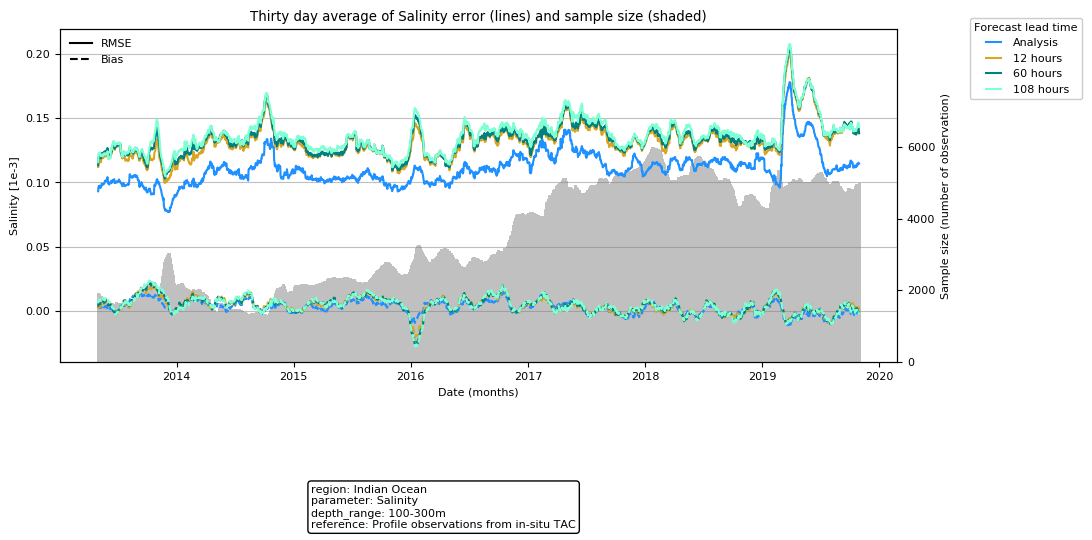 Thirty day average of Salinity error (lines) and sample size (shaded)
Forecast lead time
Analysis
12 hours
60 hours
108 hours
RMSE
Bias
0.20
0.15
0.10
0.05
0.00
Salinity [1e-3]
6000
4000
2000
0
Sample size (number of observation)
2014 2015 2016 2017 2018 2019 2020
Date (months)
region: Indian Ocean
parameter: Salinity
depth_range: 100-300m
reference: Profile observations from in-situ TAC